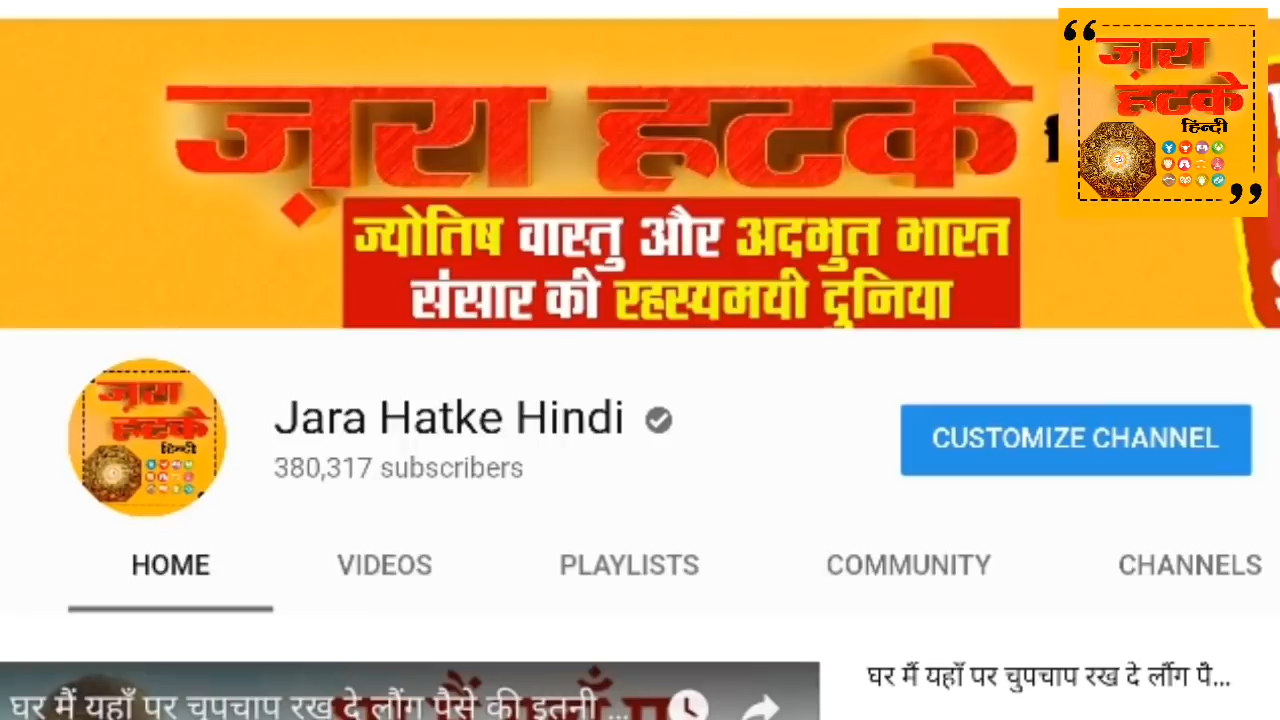 ज़रा हटके
ज्योतिष वास्तु और अदभुत भारत
संसार की रहस्यमयी दुनिया
“ ज़रा
हटके
हिन्दी
”
ज़रा
हटके
हिन्दी
Jara Hatke Hindi
380,317 subscribers
CUSTOMIZE CHANNEL
HOME VIDEOS PLAYLISTS COMMUNITY CHANNELS
घर मैं यहाँ पर चुपचाप रख दे लौंग पैसे की इतनी ...
घर मैं यहाँ पर चुपचाप रख दे लौंग पै...